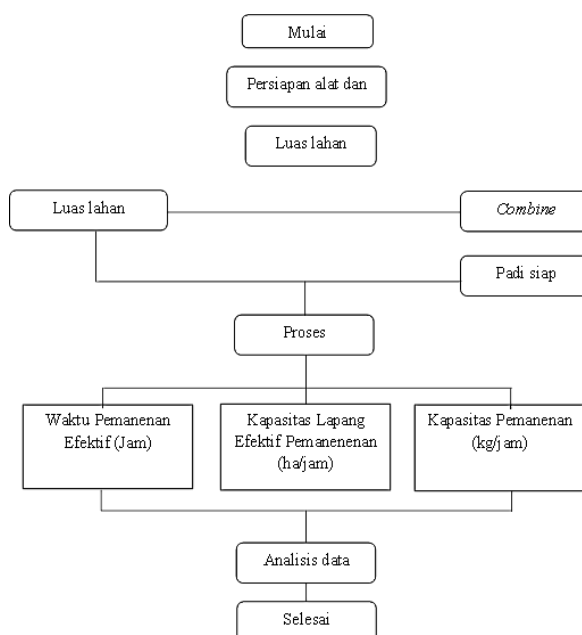 Mulai
Persiapan alat dan
Luas lahan
Luas lahan
Combine
Padi siap
Proses
Waktu Pemanenan
Efektif (Jam)
Kapasitas Lapang
Efektif Pemanenenan
(ha/jam)
Kapasitas Pemanenan
(kg/jam)
Analisis data
Selesai